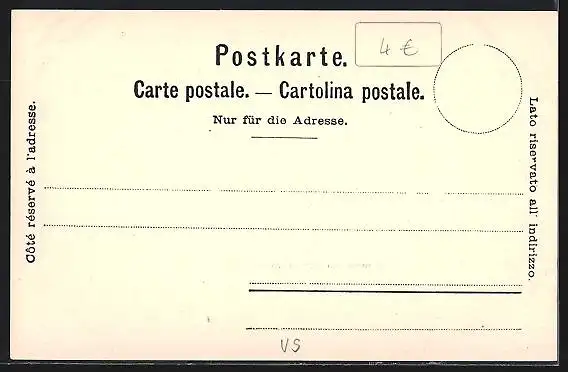 4 €
Postkarte.
Carte postale. — Cartolina postale.
Nur für die Adresse.
Côté réservé à l'adresse.
Lato riservato all' indirizzo.
VS